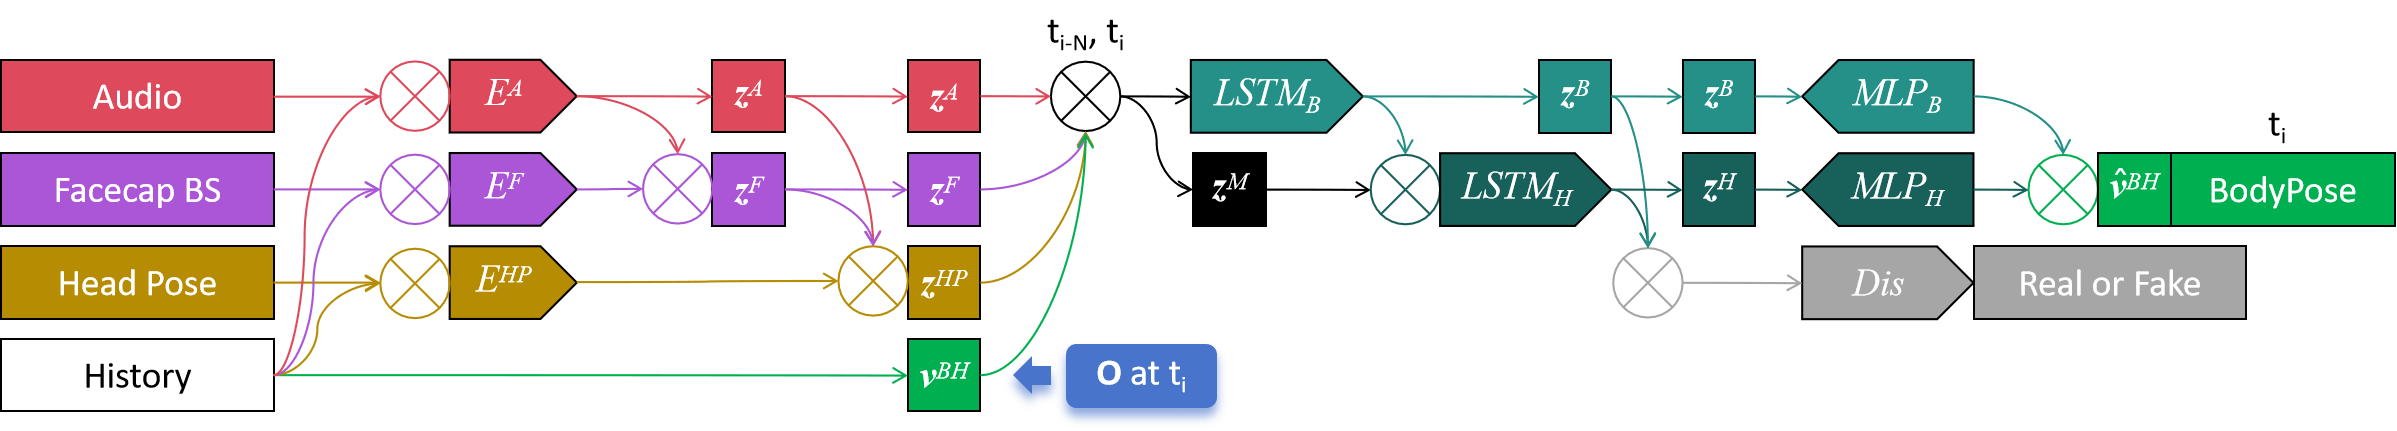 t_{i-N}, t_i
Audio
E^A
z^A
z^A
LSTM_B
z^B
z^B
MLP_B
t_i
Facecap BS
E^F
z^F
z^F
z^M
LSTM_H
z^H
MLP_H
v̂^{BH}
BodyPose
Head Pose
E^{HP}
z^{HP}
Dis
Real or Fake
History
v^{BH}
O at t_i